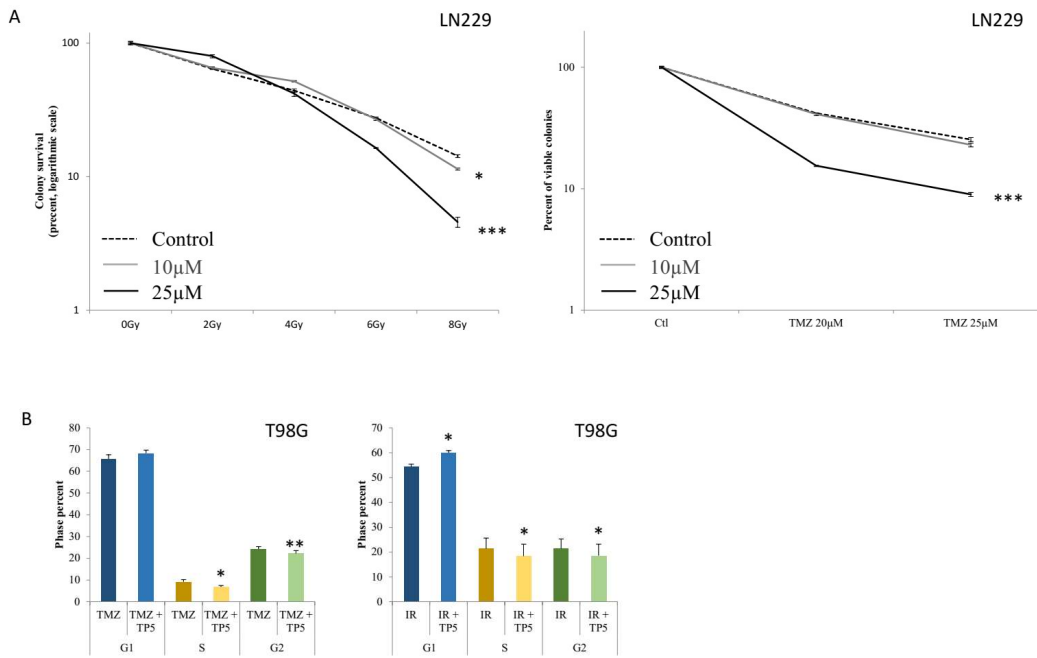 A
LN229
Colony survival
(precent, logarithmic scale)
100
10
1
0Gy
2Gy
4Gy
6Gy
8Gy
*
***
Control
10µM
25µM
LN229
Percent of viable colonies
100
10
1
Ctl
TMZ 20µM
TMZ 25µM
***
Control
10µM
25µM
B
T98G
Phase percent
80
70
60
50
40
30
20
10
0
*
**
TMZ
TMZ +
TP5
TMZ
TMZ +
TP5
TMZ
TMZ +
TP5
G1
S
G2
T98G
Phase percent
70
60
50
40
30
20
10
0
*
*
*
IR
IR +
TP5
IR
IR +
TP5
IR
IR +
TP5
G1
S
G2